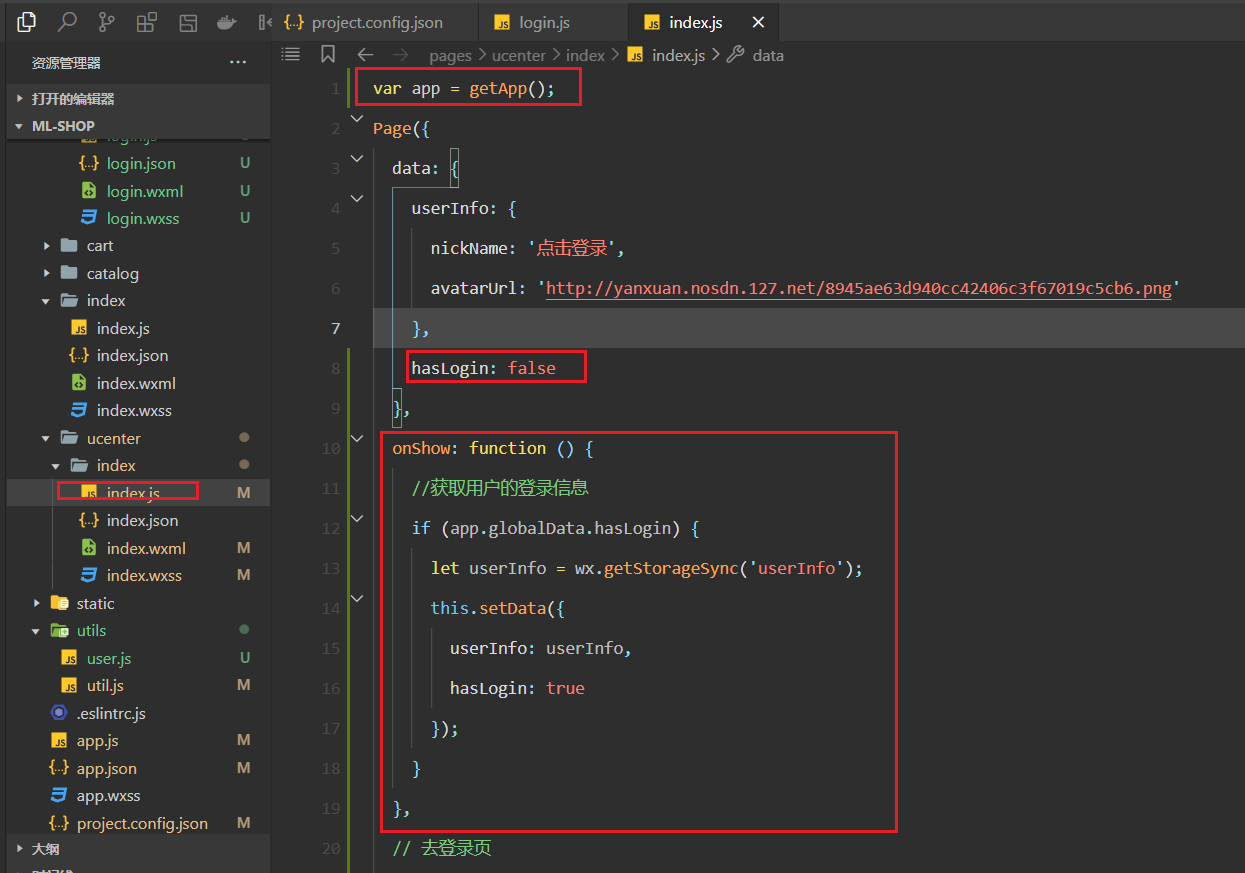 project.config.json
login.js
index.js
资源管理器
pages
ucenter
index
index.js
data
打开的编辑器
ML-SHOP
login.js
login.json U
login.wxml U
login.wxss U
cart
catalog
index
index.js
index.json
index.wxml
index.wxss
ucenter
index
index.js M
index.json
index.wxml M
index.wxss M
static
utils
user.js U
util.js M
.eslintrc.js
app.js M
app.json M
app.wxss
project.config.json M
大纲
1 var app = getApp();
2 Page({
3 data: {
4 userInfo: {
5 nickName: '点击登录',
6 avatarUrl: 'http://yanxuan.nosdn.127.net/8945ae63d940cc42406c3f67019c5cb6.png'
7 },
8 hasLogin: false
9 },
10 onShow: function () {
11 //获取用户的登录信息
12 if (app.globalData.hasLogin) {
13 let userInfo = wx.getStorageSync('userInfo');
14 this.setData({
15 userInfo: userInfo,
16 hasLogin: true
17 });
18 }
19 },
20 // 去登录页